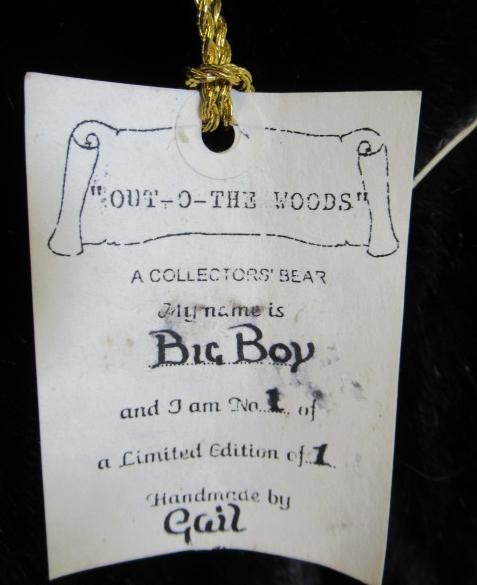 "OUT-O-THE WOODS"
A COLLECTORS' BEAR
My name is
Big Boy
and I am No. 1 of
a Limited Edition of 1
Handmade by
Gail